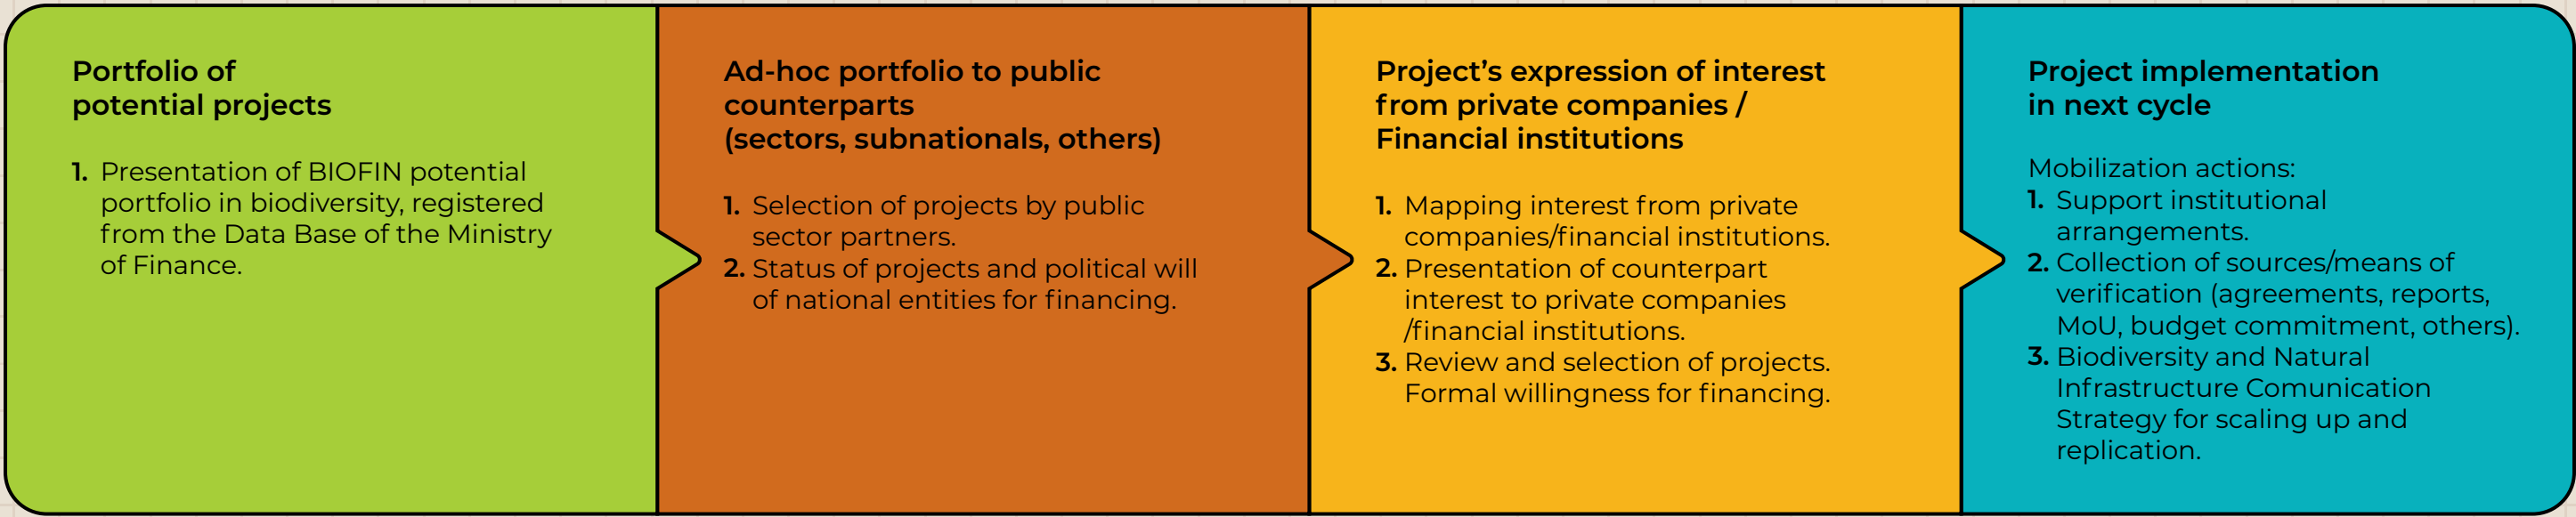 Portfolio of
potential projects
1. Presentation of BIOFIN potential
portfolio in biodiversity, registered
from the Data Base of the Ministry
of Finance.
Ad-hoc portfolio to public
counterparts
(sectors, subnationals, others)
1. Selection of projects by public
sector partners.
2. Status of projects and political will
of national entities for financing.
Project’s expression of interest
from private companies /
Financial institutions
1. Mapping interest from private
companies/financial institutions.
2. Presentation of counterpart
interest to private companies
/financial institutions.
3. Review and selection of projects.
Formal willingness for financing.
Project implementation
in next cycle
Mobilization actions:
1. Support institutional
arrangements.
2. Collection of sources/means of
verification (agreements, reports,
MoU, budget commitment, others).
3. Biodiversity and Natural
Infrastructure Comunication
Strategy for scaling up and
replication.